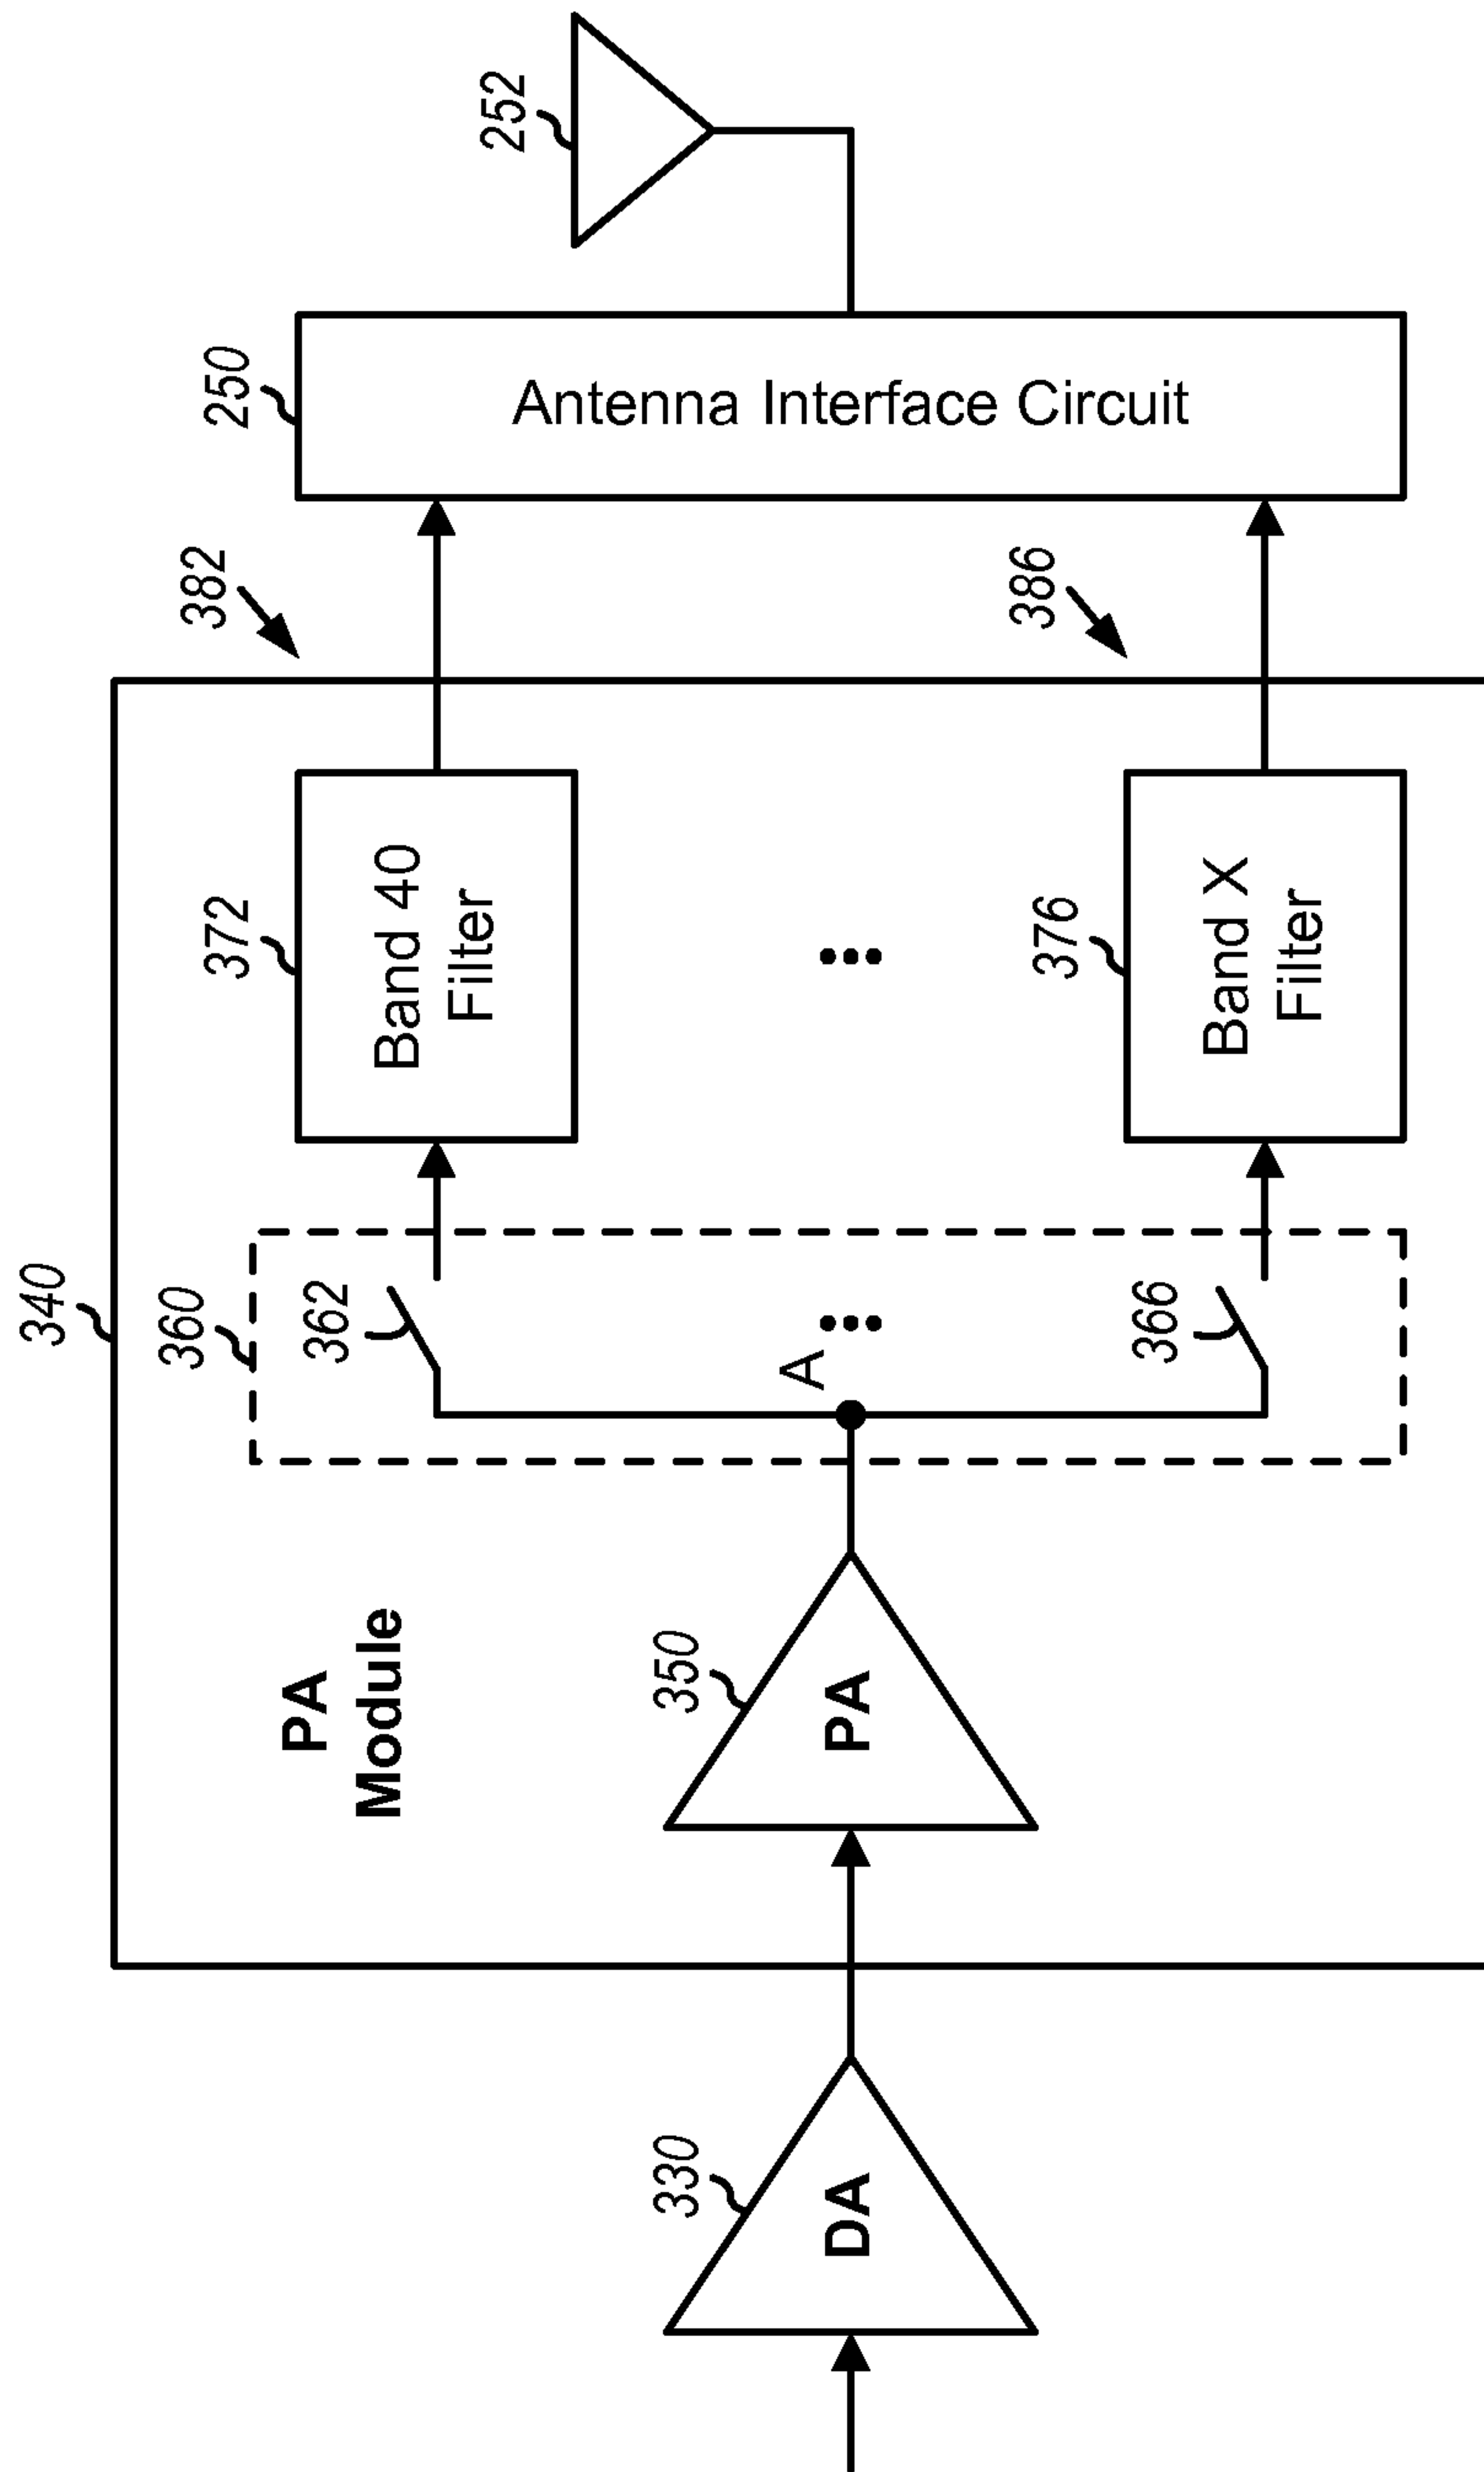 340
PA
Module
360
362
A
366
372
Band 40
Filter
376
Band X
Filter
382
386
330
DA
350
PA
250
Antenna Interface Circuit
252